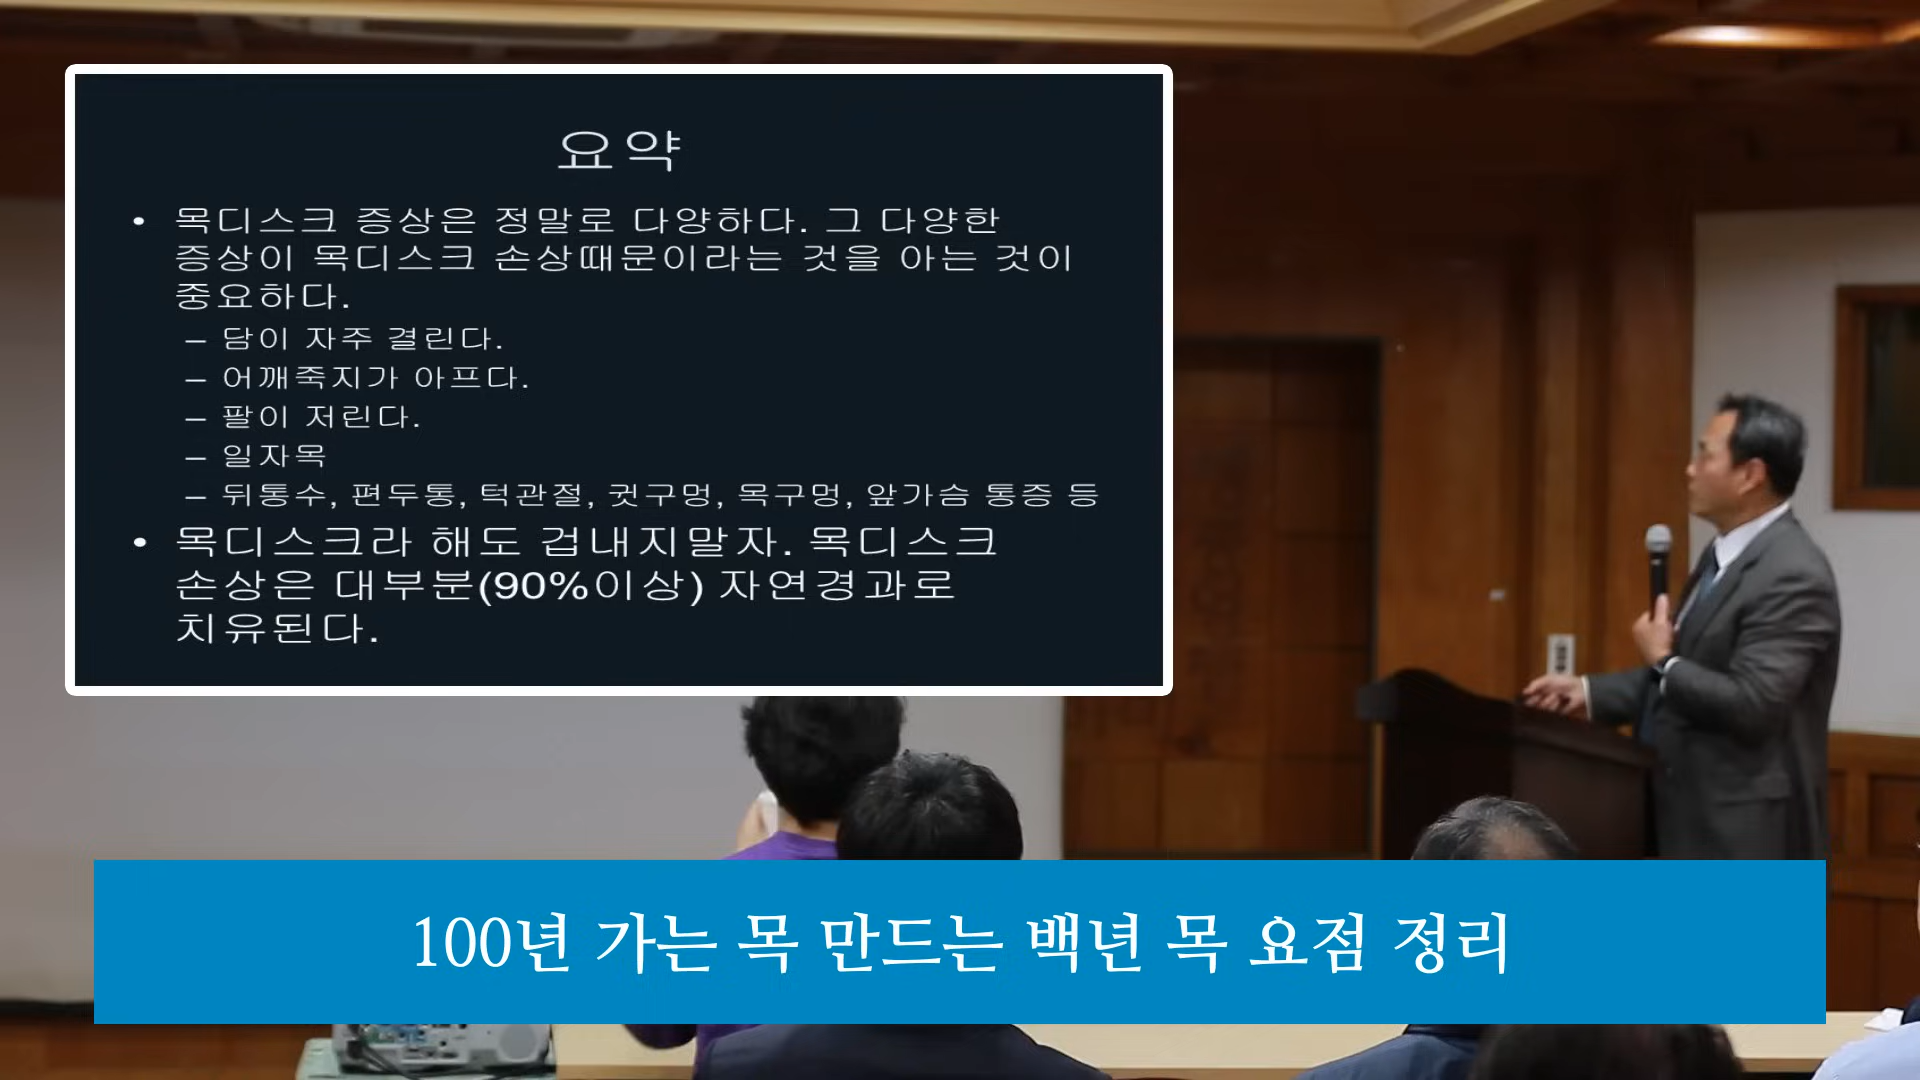 요약
• 목디스크 증상은 정말로 다양하다. 그 다양한
증상이 목디스크 손상때문이라는 것을 아는 것이
중요하다.
– 담이 자주 결린다.
– 어깨죽지가 아프다.
– 팔이 저린다.
– 일자목
– 뒤통수, 편두통, 턱관절, 귓구멍, 목구멍, 앞가슴 통증 등
• 목디스크라 해도 겁내지말자. 목디스크
손상은 대부분(90%이상) 자연경과로
치유된다.
100년 가는 목 만드는 백년 목 요점 정리